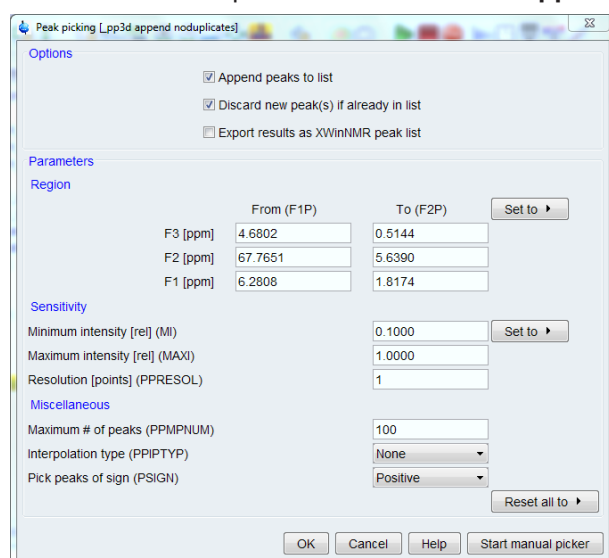 Peak picking [_pp3d append noduplicates]
Options
Append peaks to list
Discard new peak(s) if already in list
Export results as XWinNMR peak list
Parameters
Region
From (F1P) To (F2P) Set to
F3 [ppm] 4.6802 0.5144
F2 [ppm] 67.7651 5.6390
F1 [ppm] 6.2808 1.8174
Sensitivity
Minimum intensity [rel] (MI) 0.1000 Set to
Maximum intensity [rel] (MAXI) 1.0000
Resolution [points] (PPRESOL) 1
Miscellaneous
Maximum # of peaks (PPMPNUM) 100
Interpolation type (PPIPTYP) None
Pick peaks of sign (PSIGN) Positive
Reset all to
OK Cancel Help Start manual picker